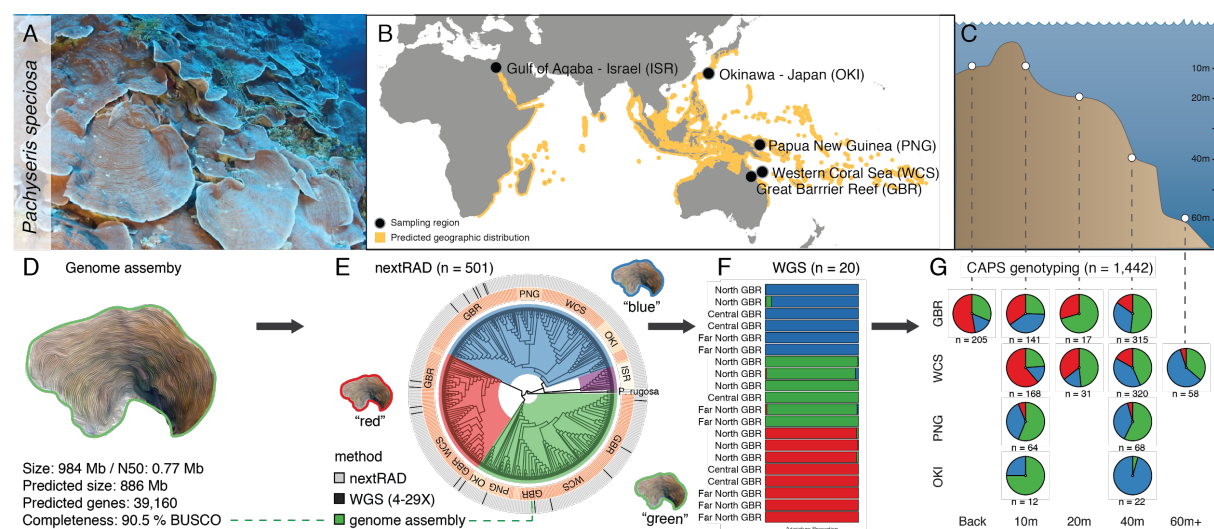 A
Pachyseris speciosa
B
Gulf of Aqaba - Israel (ISR)
Okinawa - Japan (OKI)
Papua New Guinea (PNG)
Western Coral Sea (WCS)
Great Barrrier Reef (GBR)
Sampling region
Predicted geographic distribution
C
10m
20m
40m
60m
D
Genome assemby
Size: 984 Mb / N50: 0.77 Mb
Predicted size: 886 Mb
Predicted genes: 39,160
Completeness: 90.5 % BUSCO
E
nextRAD (n = 501)
"blue"
"red"
"green"
PNG
WCS
OKI
ISR
P. rugosa
GBR
WCS
GBR
PNG
OKI
GBR
WCS
GBR
GBR
method
nextRAD
WGS (4-29X)
genome assembly
F
WGS (n = 20)
North GBR
North GBR
Central GBR
Central GBR
Far North GBR
Far North GBR
North GBR
North GBR
North GBR
Central GBR
Far North GBR
Far North GBR
North GBR
North GBR
North GBR
Central GBR
Central GBR
Far North GBR
Far North GBR
Far North GBR
G
CAPS genotyping (n = 1,442)
GBR
n = 205
n = 141
n = 17
n = 315
WCS
n = 168
n = 31
n = 320
n = 58
PNG
n = 64
n = 68
OKI
n = 12
n = 22
Back
10m
20m
40m
60m+